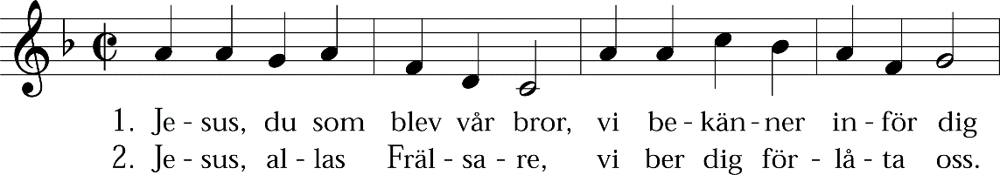 1. Je - sus, du som blev vår bror, vi be - kän - ner in - för dig
2. Je - sus, al - las Fräl - sa - re, vi ber dig för - lå - ta oss.